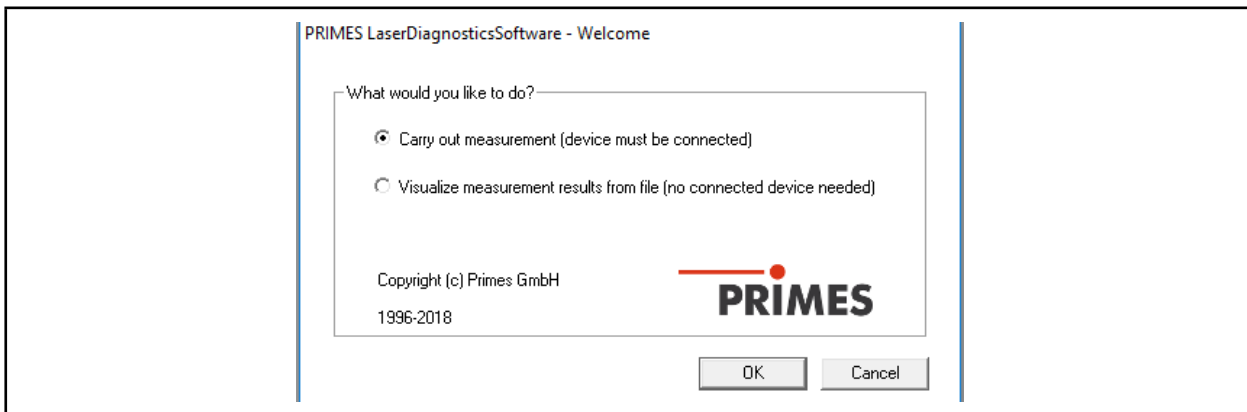 PRIMES LaserDiagnosticsSoftware - Welcome
What would you like to do?
Carry out measurement (device must be connected)
Visualize measurement results from file (no connected device needed)
Copyright (c) Primes GmbH
1996-2018
PRIMES
OK Cancel